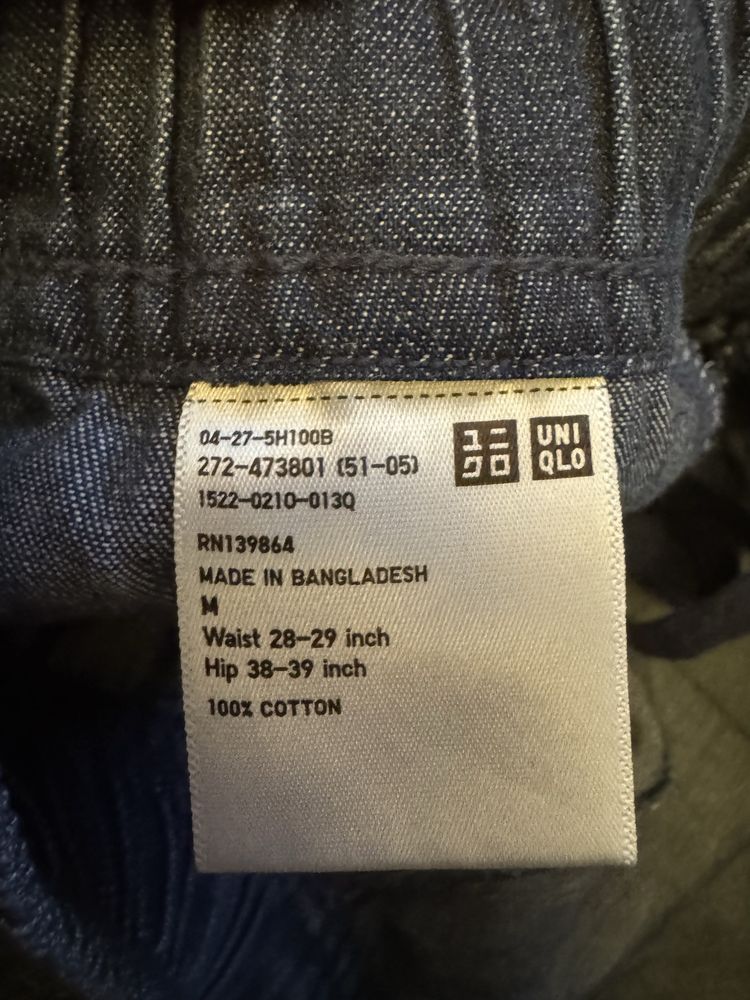 04-27-5H100B
272-473801 (51-05)
1522-0210-013Q
ユニ
クロ
UNI
QLO
RN139864
MADE IN BANGLADESH
M
Waist 28-29 inch
Hip 38-39 inch
100% COTTON